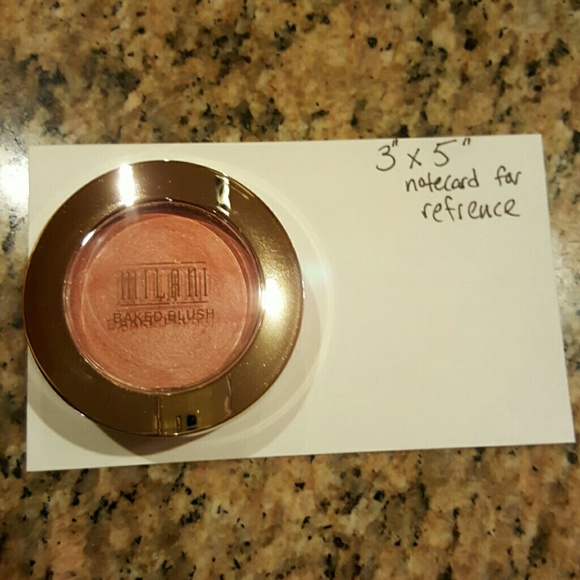 3" x 5"
notecard for
refrence
MILANI
BAKED BLUSH